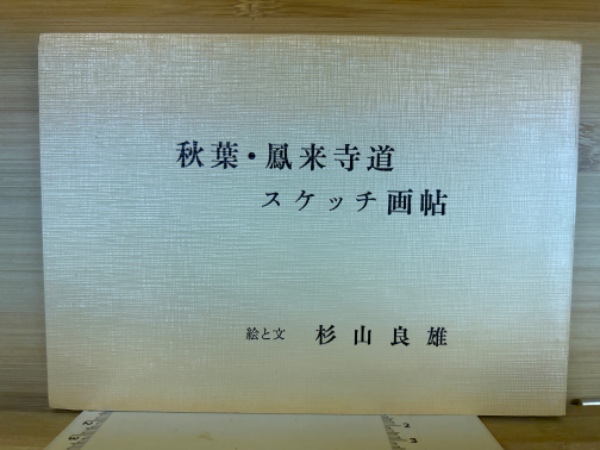 秋葉・鳳来寺道
スケッチ画帖
絵と文 杉山良雄